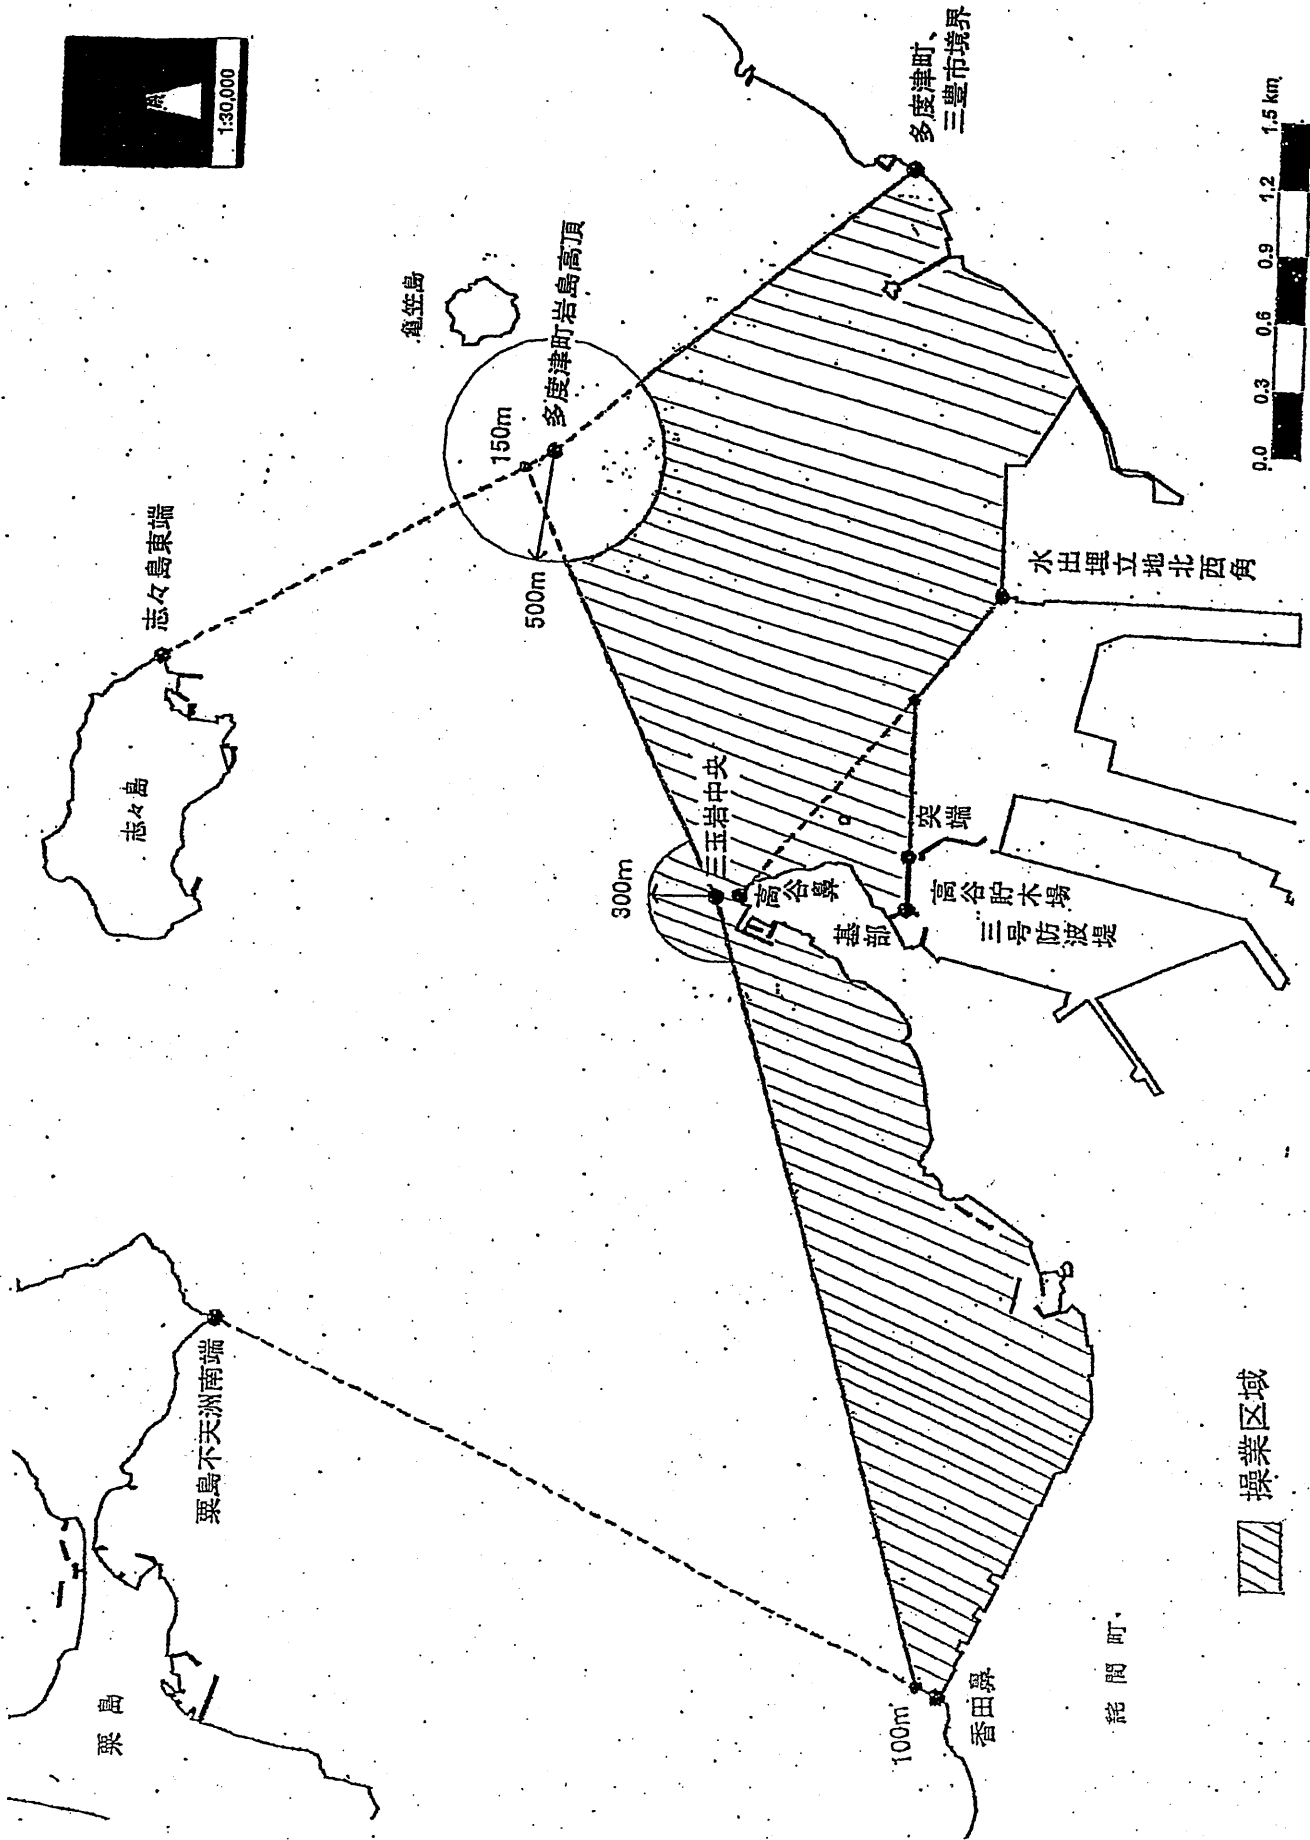 粟島
粟島不天洲南端
志々島
志々島東端
亀笠島
150m
多度津町岩島高頂
500m
300m
三玉岩中央
高谷鼻
基部
突端
高谷貯木場
三号防波堤
水出埋立地北西角
多度津町、
三豊市境界
100m
香田鼻
詫間町
操業区域
1:30,000
0.0 0.3 0.6 0.9 1.2 1.5 km